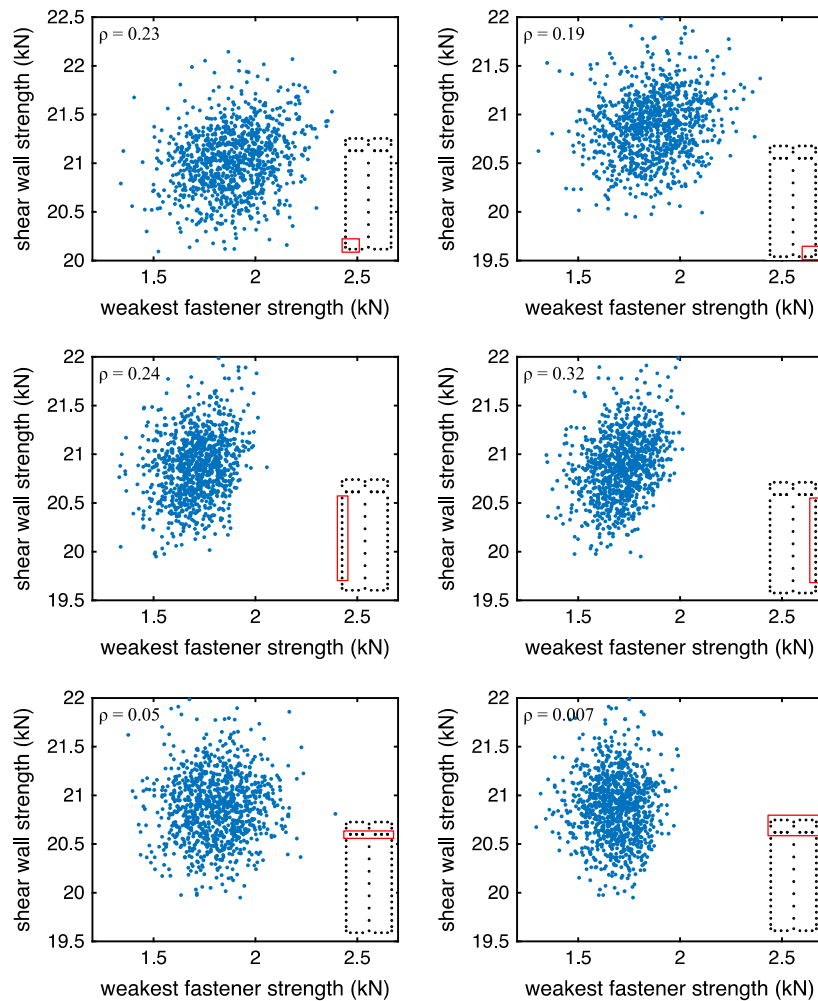 22.5
22
21.5
21
20.5
20
ρ = 0.23
shear wall strength (kN)
1.5 2 2.5
weakest fastener strength (kN)
22
21.5
21
20.5
20
19.5
ρ = 0.19
shear wall strength (kN)
1.5 2 2.5
weakest fastener strength (kN)
22
21.5
21
20.5
20
19.5
ρ = 0.24
shear wall strength (kN)
1.5 2 2.5
weakest fastener strength (kN)
22
21.5
21
20.5
20
19.5
ρ = 0.32
shear wall strength (kN)
1.5 2 2.5
weakest fastener strength (kN)
22
21.5
21
20.5
20
19.5
ρ = 0.05
shear wall strength (kN)
1.5 2 2.5
weakest fastener strength (kN)
22
21.5
21
20.5
20
19.5
ρ = 0.007
shear wall strength (kN)
1.5 2 2.5
weakest fastener strength (kN)